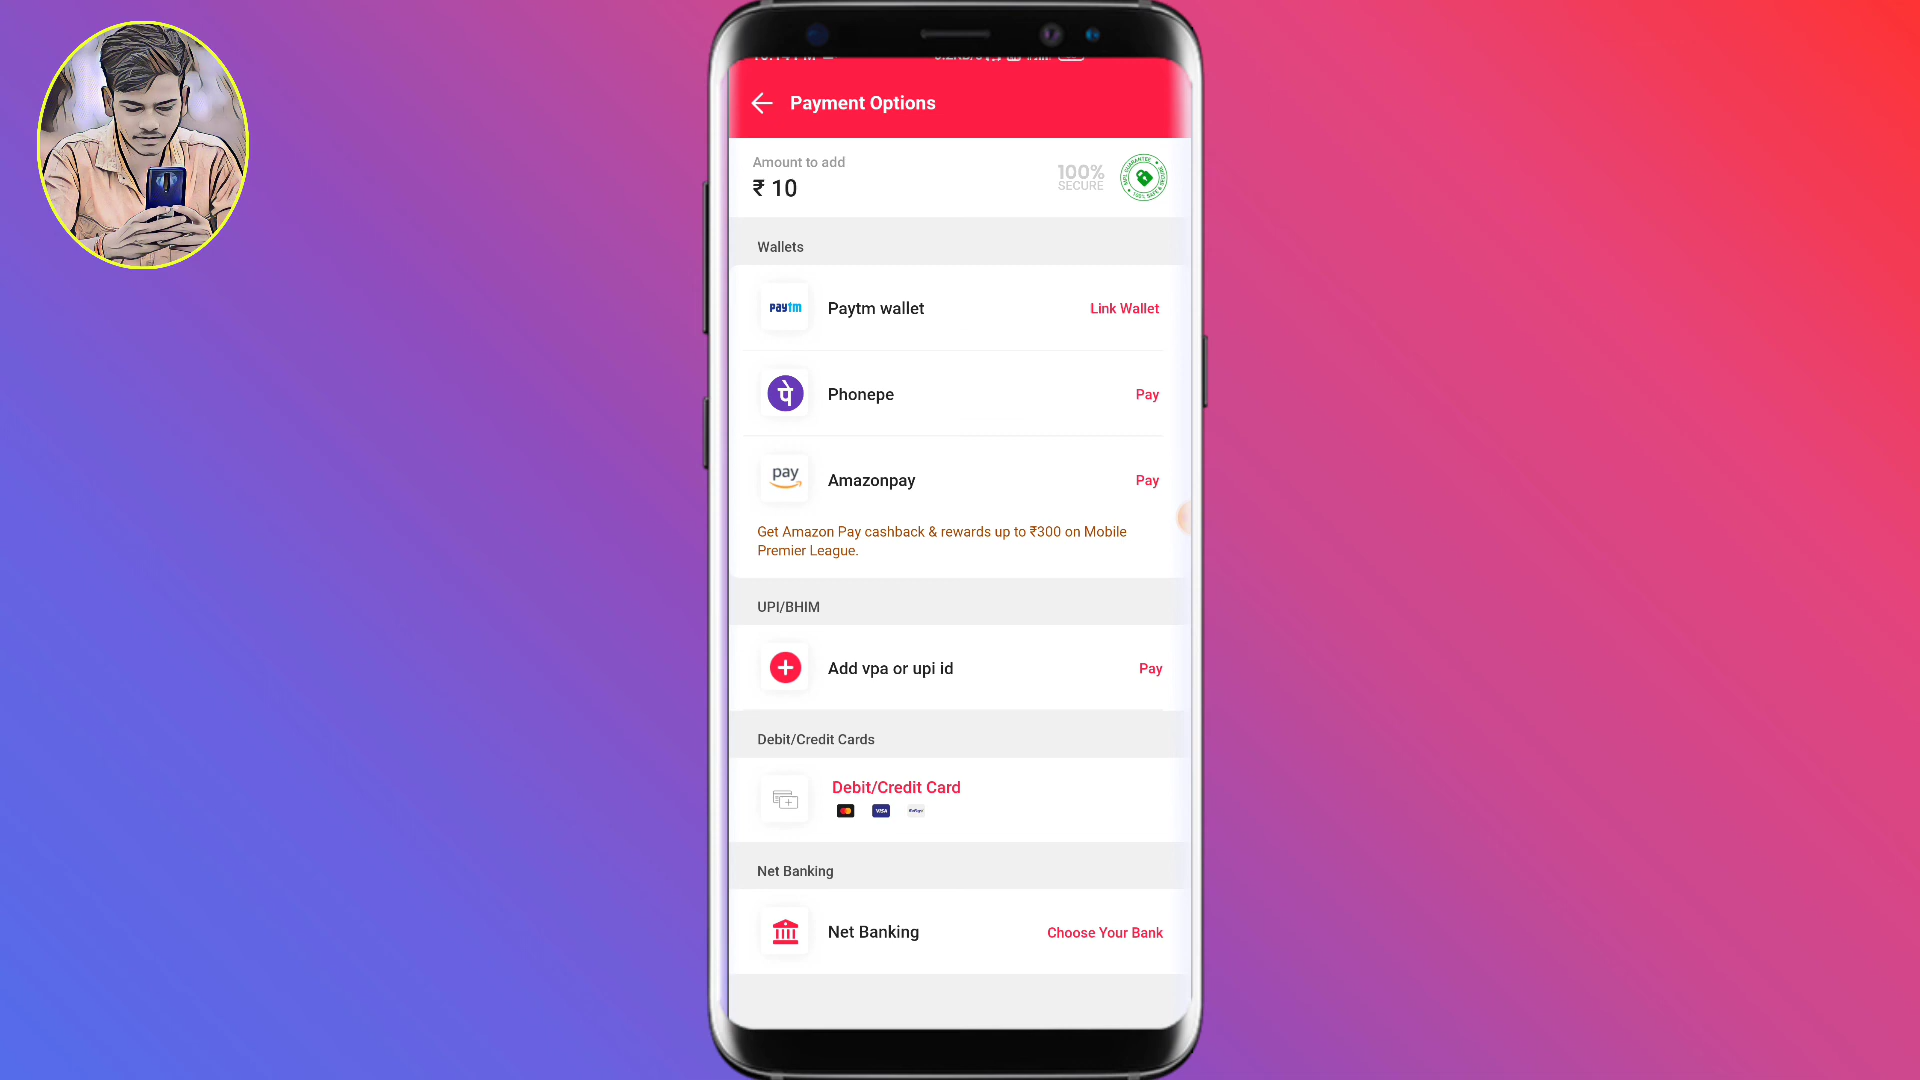 Payment Options
Amount to add
₹ 10
100%
SECURE
Wallets
paytm
Paytm wallet
Link Wallet
पे
Phonepe
Pay
pay
Amazonpay
Pay
Get Amazon Pay cashback & rewards up to ₹300 on Mobile
Premier League.
UPI/BHIM
Add vpa or upi id
Pay
Debit/Credit Cards
Debit/Credit Card
VISA
Net Banking
Net Banking
Choose Your Bank